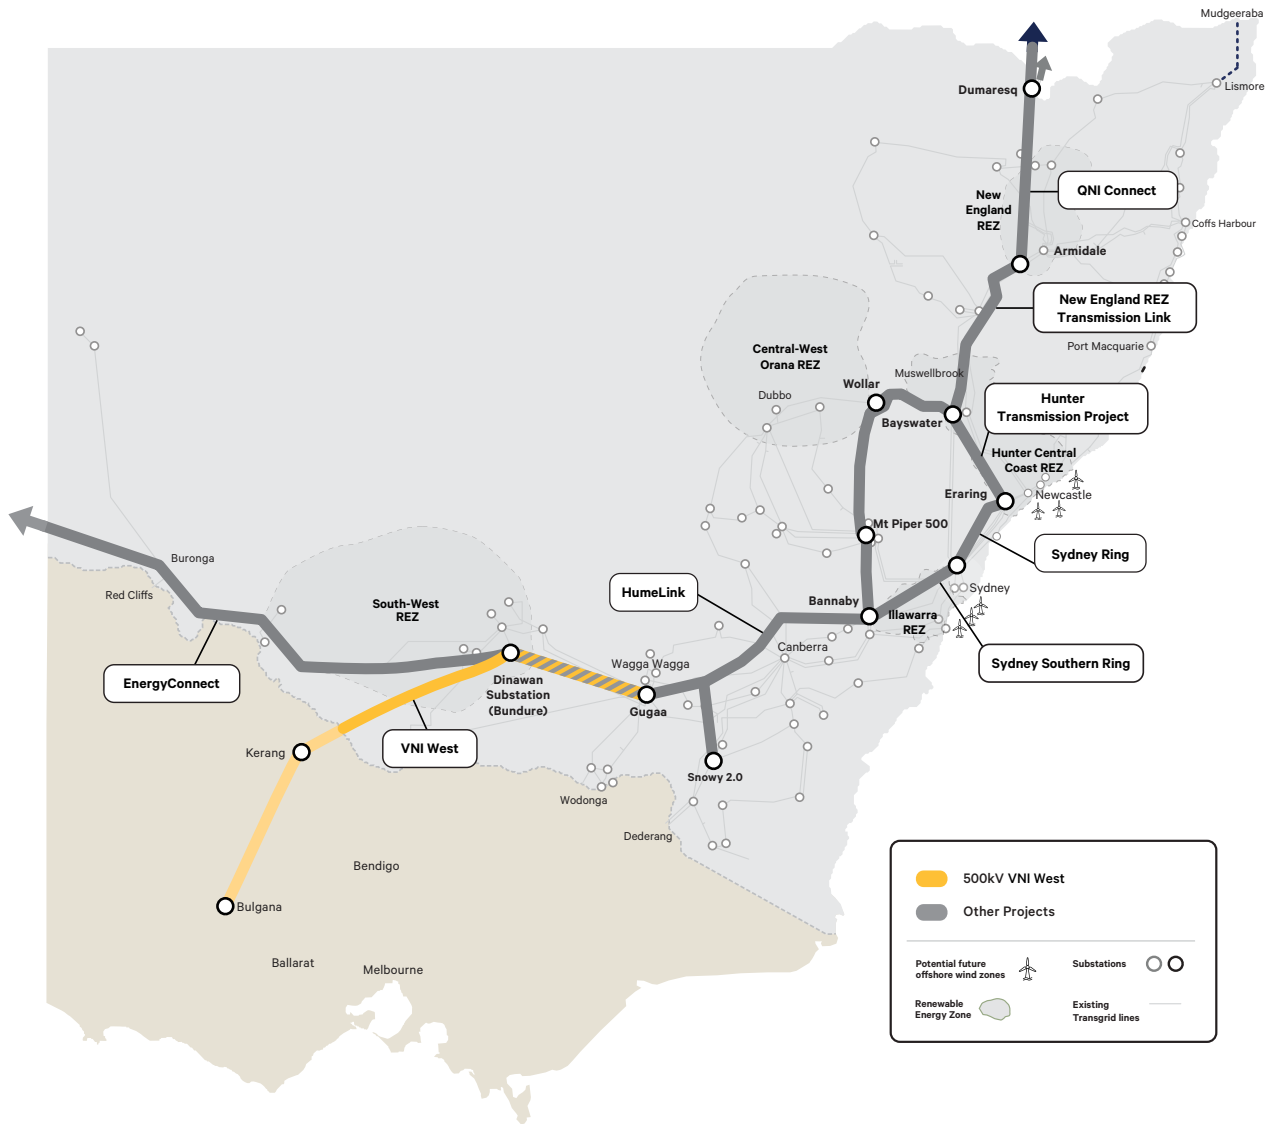 Mudgeeraba
Lismore
Dumaresq
QNI Connect
New
England
REZ
Coffs Harbour
Armidale
New England REZ
Transmission Link
Port Macquarie
Central-West
Orana REZ
Muswellbrook
Wollar
Dubbo
Bayswater
Hunter
Transmission Project
Hunter Central
Coast REZ
Eraring
Newcastle
Mt Piper 500
Sydney Ring
Buronga
Red Cliffs
South-West
REZ
HumeLink
Bannaby
Sydney
Illawarra
REZ
Canberra
Sydney Southern Ring
EnergyConnect
Wagga Wagga
Dinawan
Substation
(Bundure)
Gugaa
Kerang
VNI West
Snowy 2.0
Wodonga
Dederang
Bendigo
Bulgana
Ballarat
Melbourne
500kV VNI West
Other Projects
Potential future
offshore wind zones
Substations
Renewable
Energy Zone
Existing
Transgrid lines